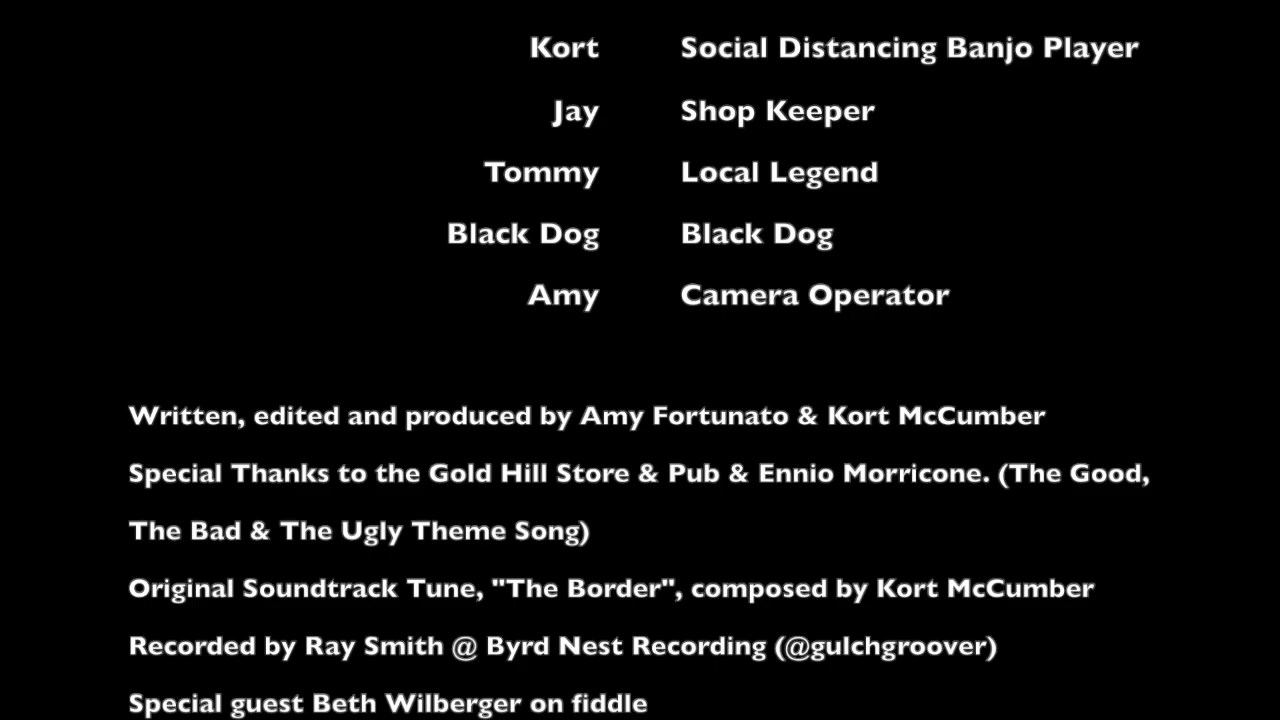 Kort Social Distancing Banjo Player
Jay Shop Keeper
Tommy Local Legend
Black Dog Black Dog
Amy Camera Operator
Written, edited and produced by Amy Fortunato & Kort McCumber
Special Thanks to the Gold Hill Store & Pub & Ennio Morricone. (The Good,
The Bad & The Ugly Theme Song)
Original Soundtrack Tune, "The Border", composed by Kort McCumber
Recorded by Ray Smith @ Byrd Nest Recording (@gulchgroover)
Special guest Beth Wilberger on fiddle